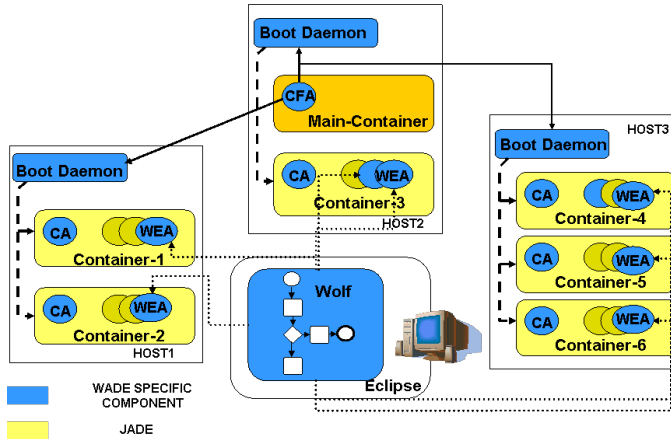 Boot Daemon
CFA
Main-Container
CA
WEA
Container-3
HOST2
Boot Daemon
CA
WEA
Container-1
CA
WEA
Container-2
HOST1
HOST3
Boot Daemon
CA
WEA
Container-4
CA
WEA
Container-5
CA
WEA
Container-6
Wolf
Eclipse
WADE SPECIFIC
COMPONENT
JADE